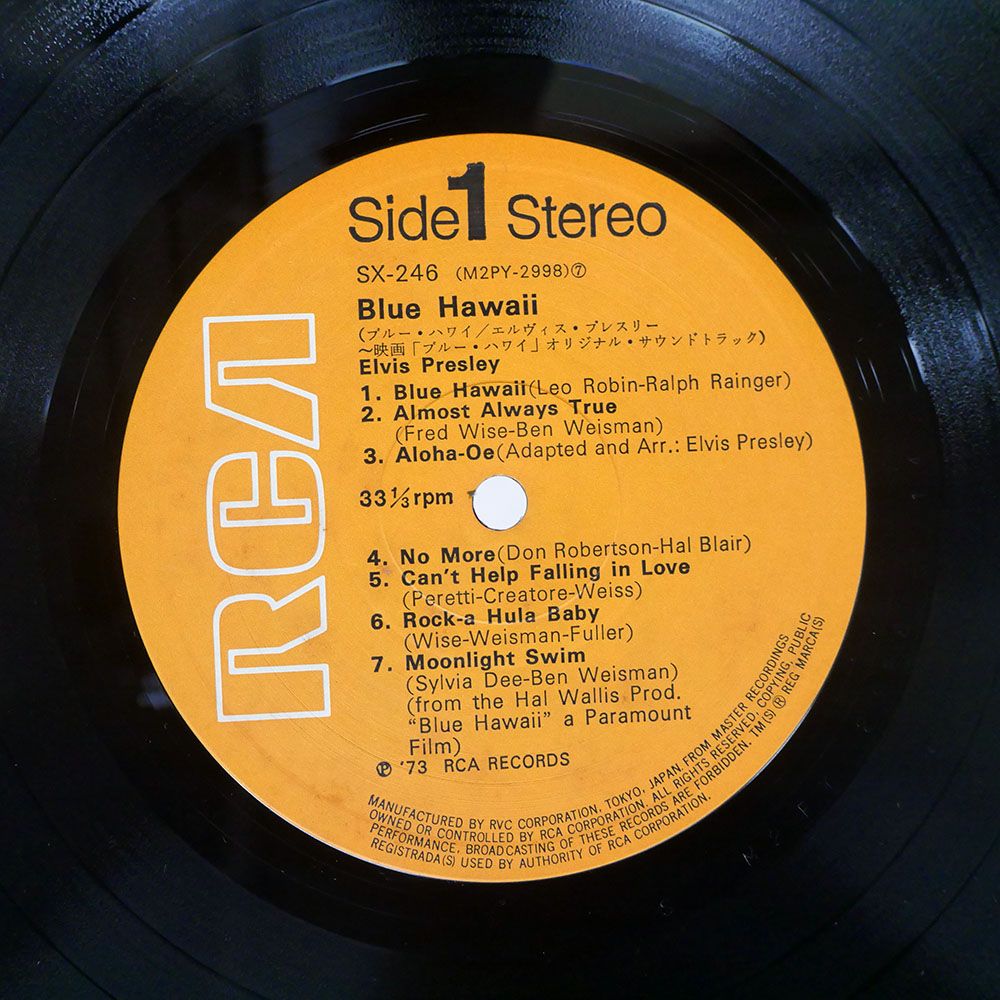 Side 1 Stereo
SX-246 (M2PY-2998)⑦
Blue Hawaii
(ブルー・ハワイ／エルヴィス・プレスリー
〜映画「ブルー・ハワイ」オリジナル・サウンドトラック)
Elvis Presley
1. Blue Hawaii(Leo Robin-Ralph Rainger)
2. Almost Always True
(Fred Wise-Ben Weisman)
3. Aloha-Oe(Adapted and Arr.: Elvis Presley)
33 1/3 rpm
4. No More(Don Robertson-Hal Blair)
5. Can't Help Falling in Love
(Peretti-Creatore-Weiss)
6. Rock-a Hula Baby
(Wise-Weisman-Fuller)
7. Moonlight Swim
(Sylvia Dee-Ben Weisman)
(from the Hal Wallis Prod.
"Blue Hawaii" a Paramount
Film)
℗ '73 RCA RECORDS
RCA
MANUFACTURED BY RVC CORPORATION, TOKYO, JAPAN, FROM MASTER RECORDINGS
OWNED OR CONTROLLED BY RCA CORPORATION, ALL RIGHTS RESERVED, COPYING, PUBLIC
PERFORMANCE, BROADCASTING OF THESE RECORDS ARE FORBIDDEN. TM(S) ® REG MARCA(S)
REGISTRADA(S) USED BY AUTHORITY OF RCA CORPORATION.